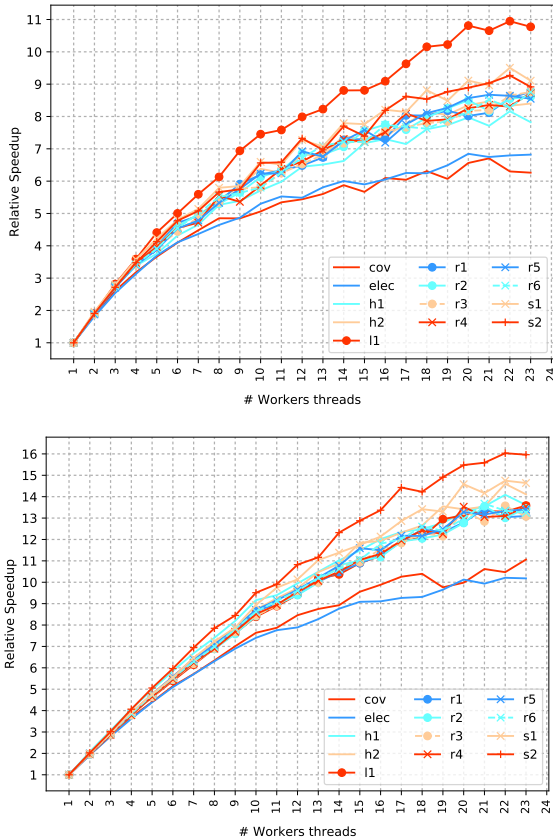 11
10
9
8
7
6
5
4
3
2
1
Relative Speedup
cov r1 r5
elec r2 r6
h1 r3 s1
h2 r4 s2
l1
1 2 3 4 5 6 7 8 9 10 11 12 13 14 15 16 17 18 19 20 21 22 23 24
# Workers threads
16
15
14
13
12
11
10
9
8
7
6
5
4
3
2
1
Relative Speedup
cov r1 r5
elec r2 r6
h1 r3 s1
h2 r4 s2
l1
1 2 3 4 5 6 7 8 9 10 11 12 13 14 15 16 17 18 19 20 21 22 23 24
# Workers threads